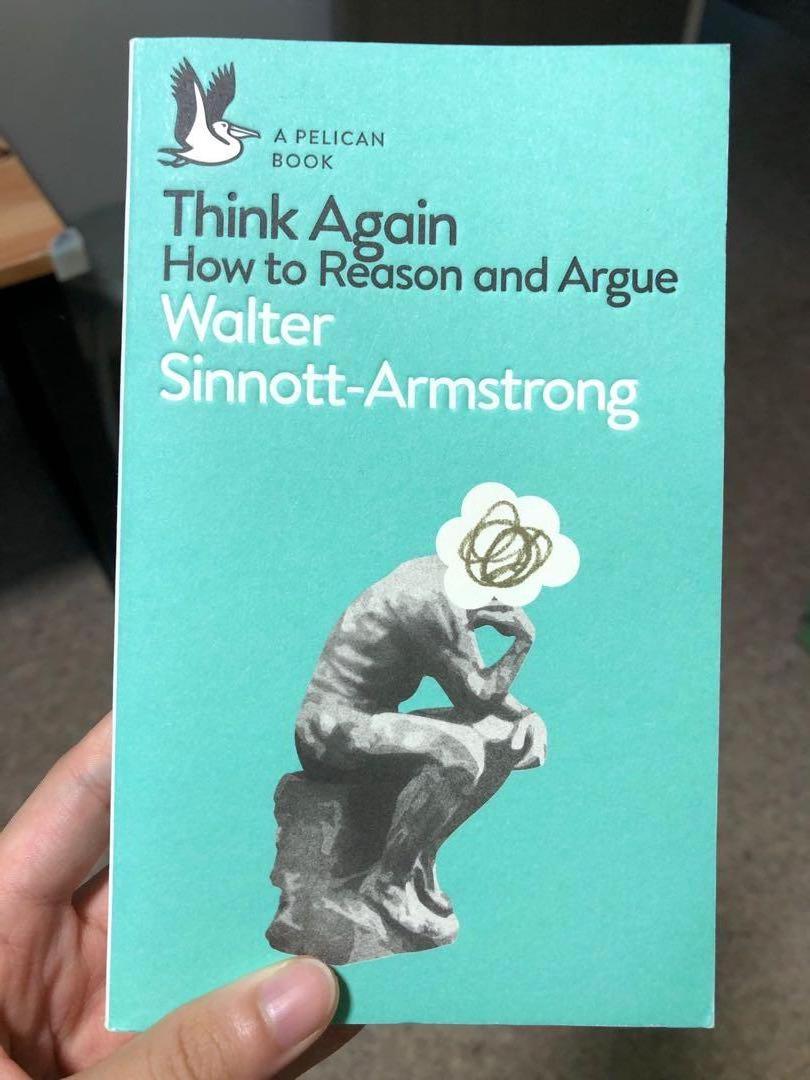 A PELICAN
BOOK
Think Again
How to Reason and Argue
Walter
Sinnott-Armstrong